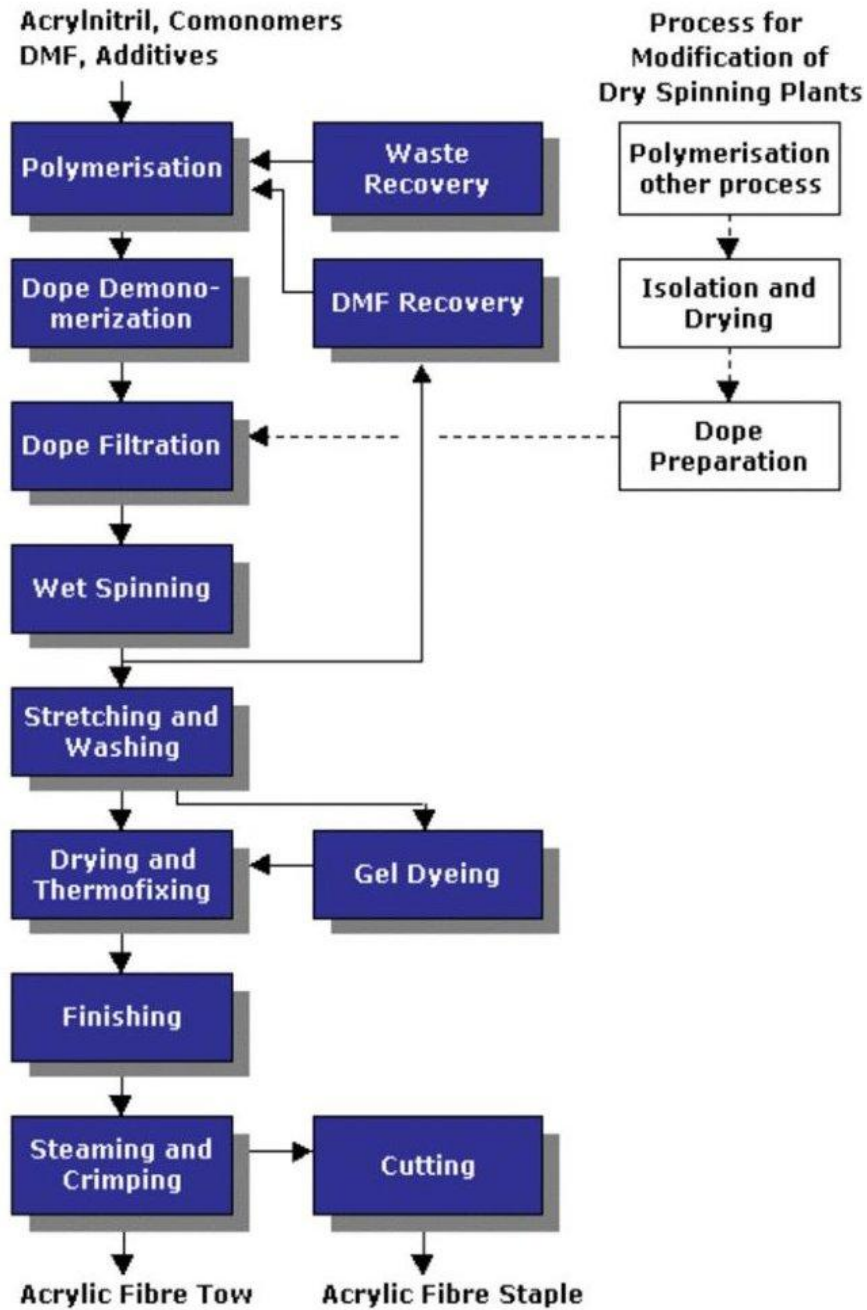 Acrylnitril, Comonomers
DMF, Additives
Process for
Modification of
Dry Spinning Plants
Polymerisation
Waste
Recovery
Polymerisation
other process
Dope Demono-
merization
DMF Recovery
Isolation and
Drying
Dope Filtration
Dope
Preparation
Wet Spinning
Stretching and
Washing
Drying and
Thermofixing
Gel Dyeing
Finishing
Steaming and
Crimping
Cutting
Acrylic Fibre Tow
Acrylic Fibre Staple